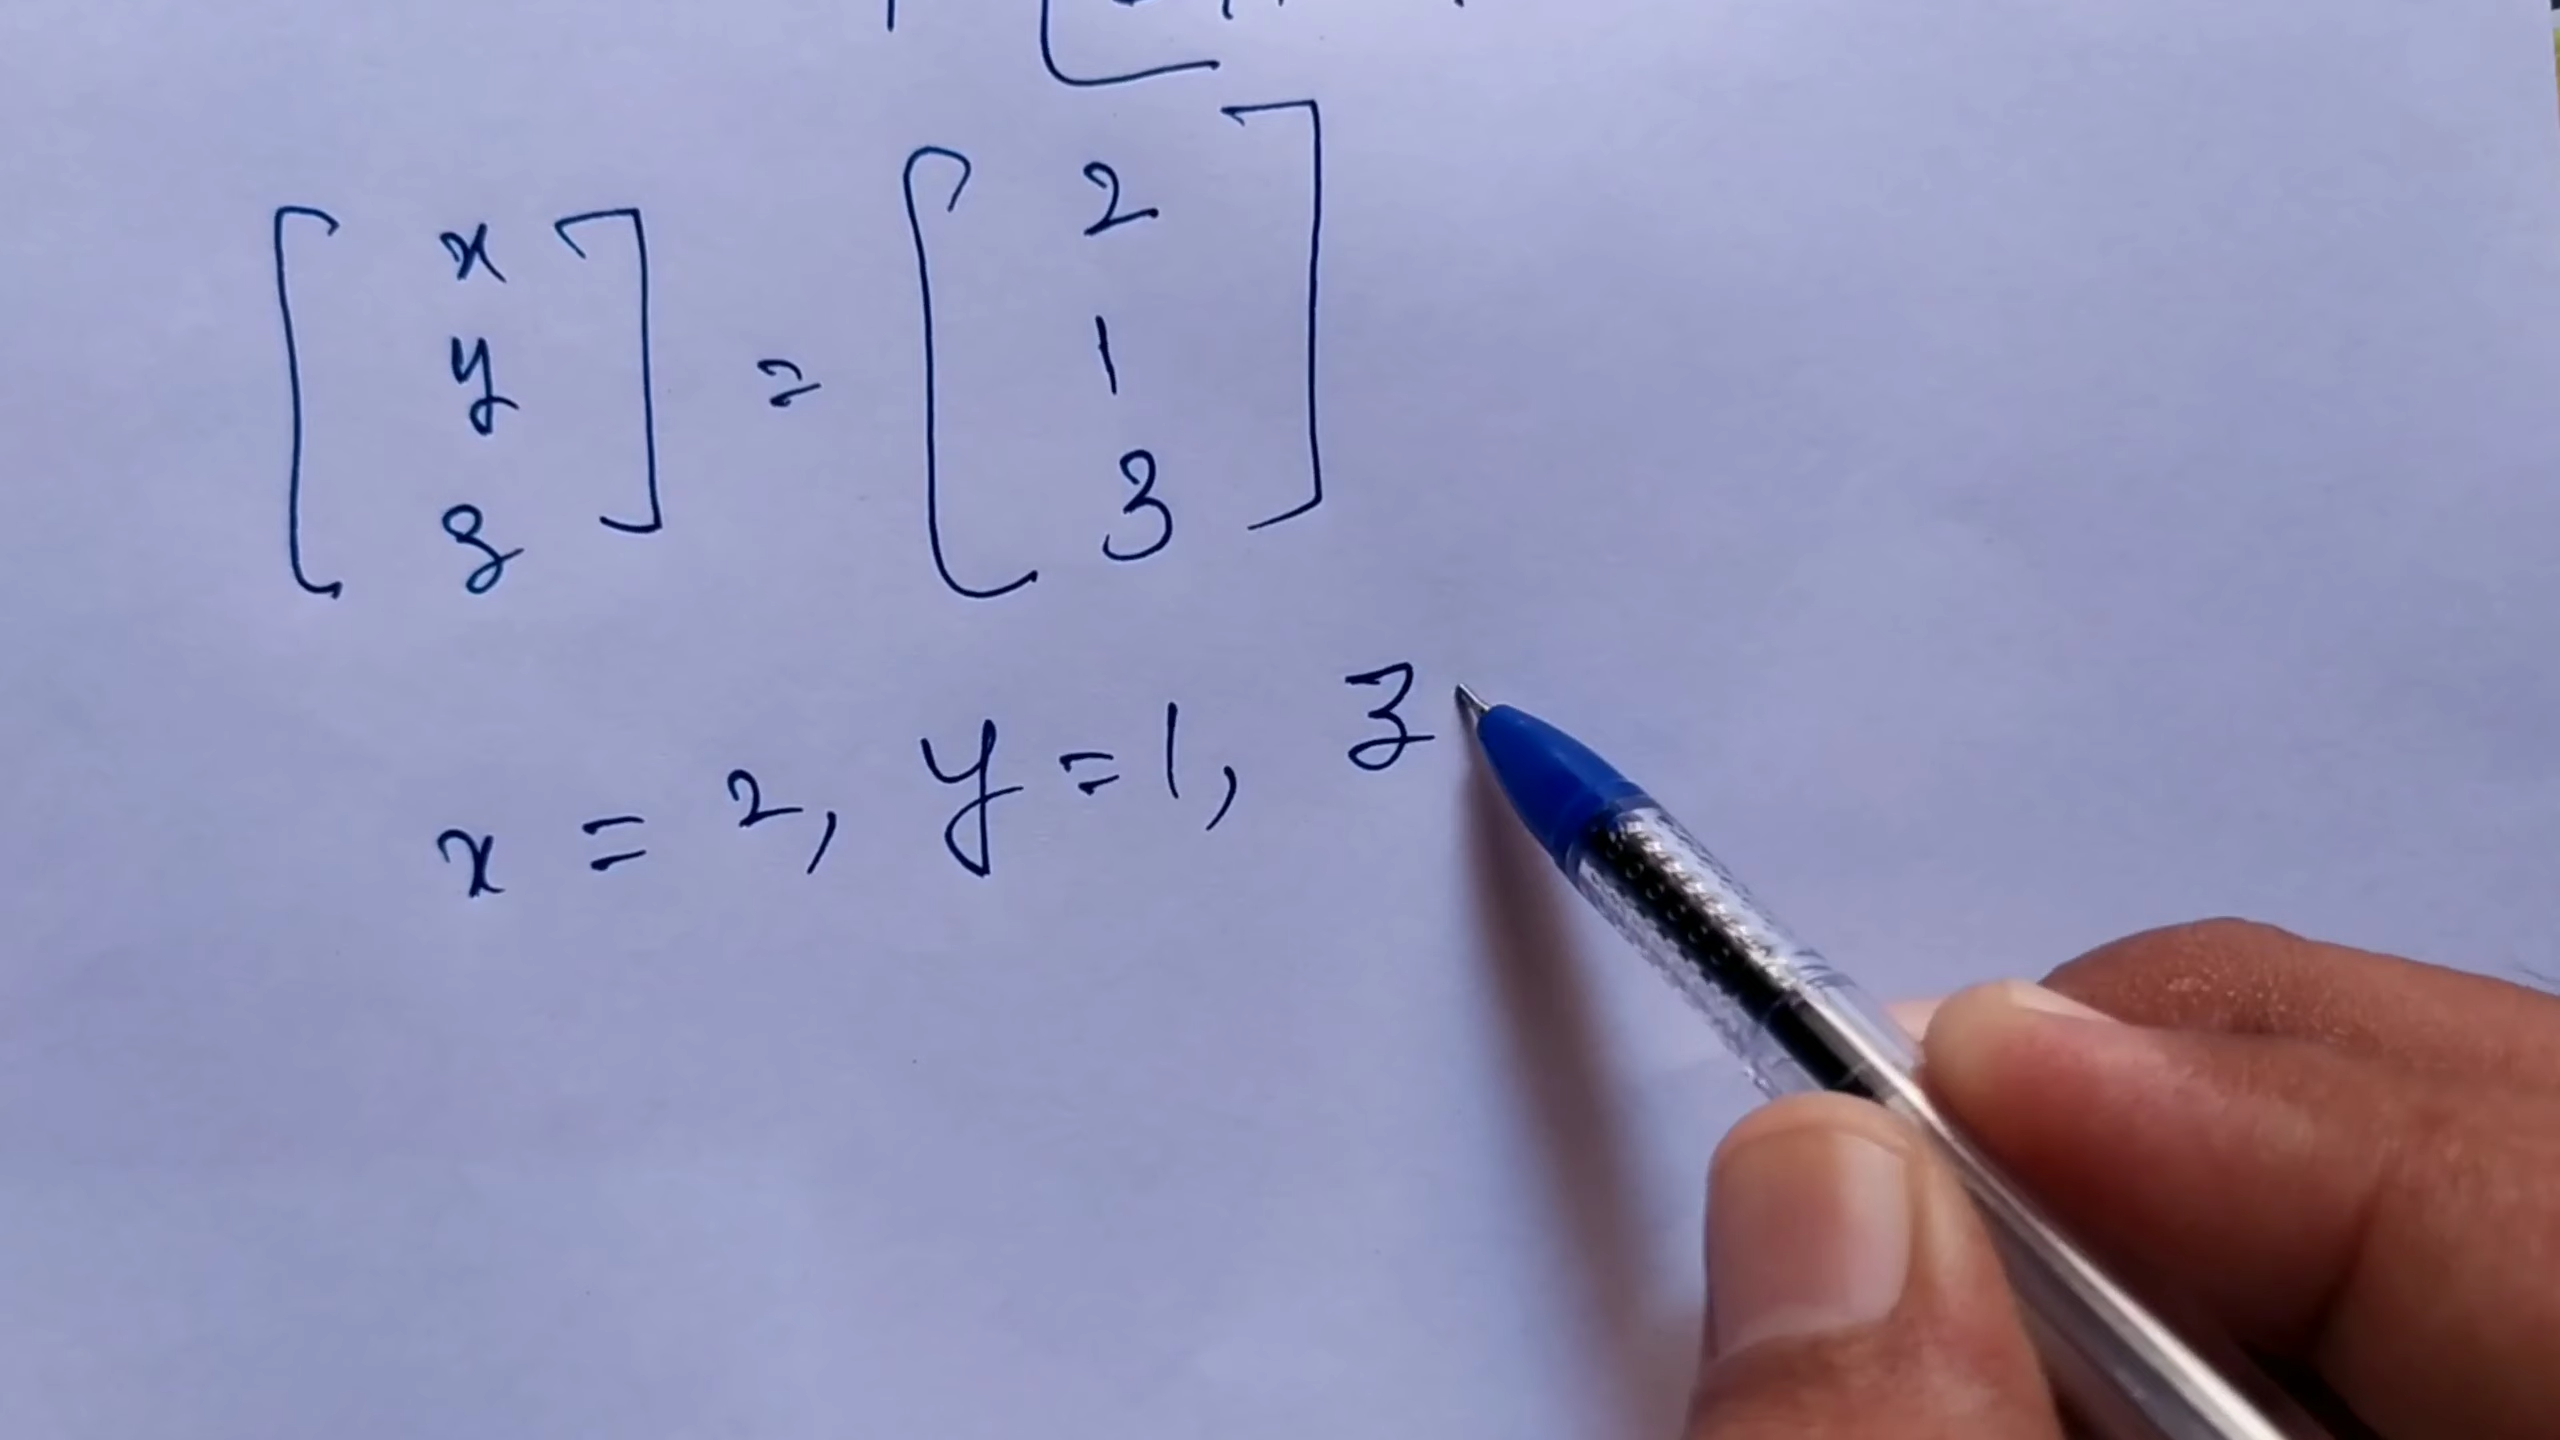 [x y z] = [2 1 3]
x = 2, y = 1, z